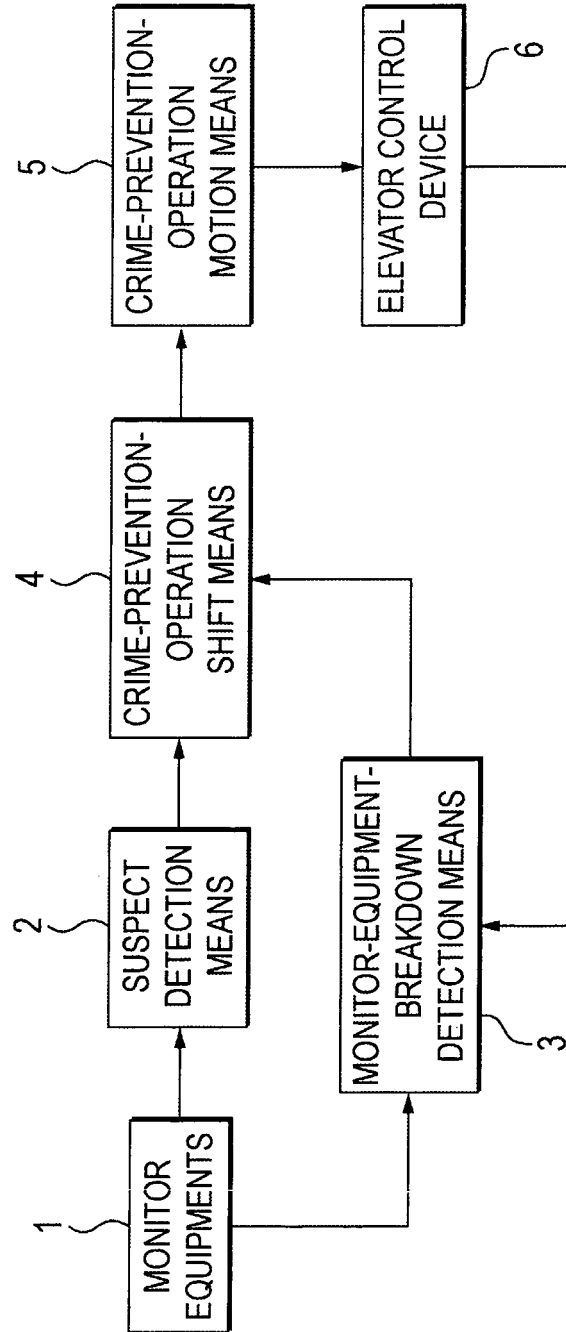 1
MONITOR
EQUIPMENTS
2
SUSPECT
DETECTION
MEANS
3
MONITOR-EQUIPMENT-
BREAKDOWN
DETECTION MEANS
4
CRIME-PREVENTION-
OPERATION
SHIFT MEANS
5
CRIME-PREVENTION-
OPERATION
MOTION MEANS
6
ELEVATOR CONTROL
DEVICE